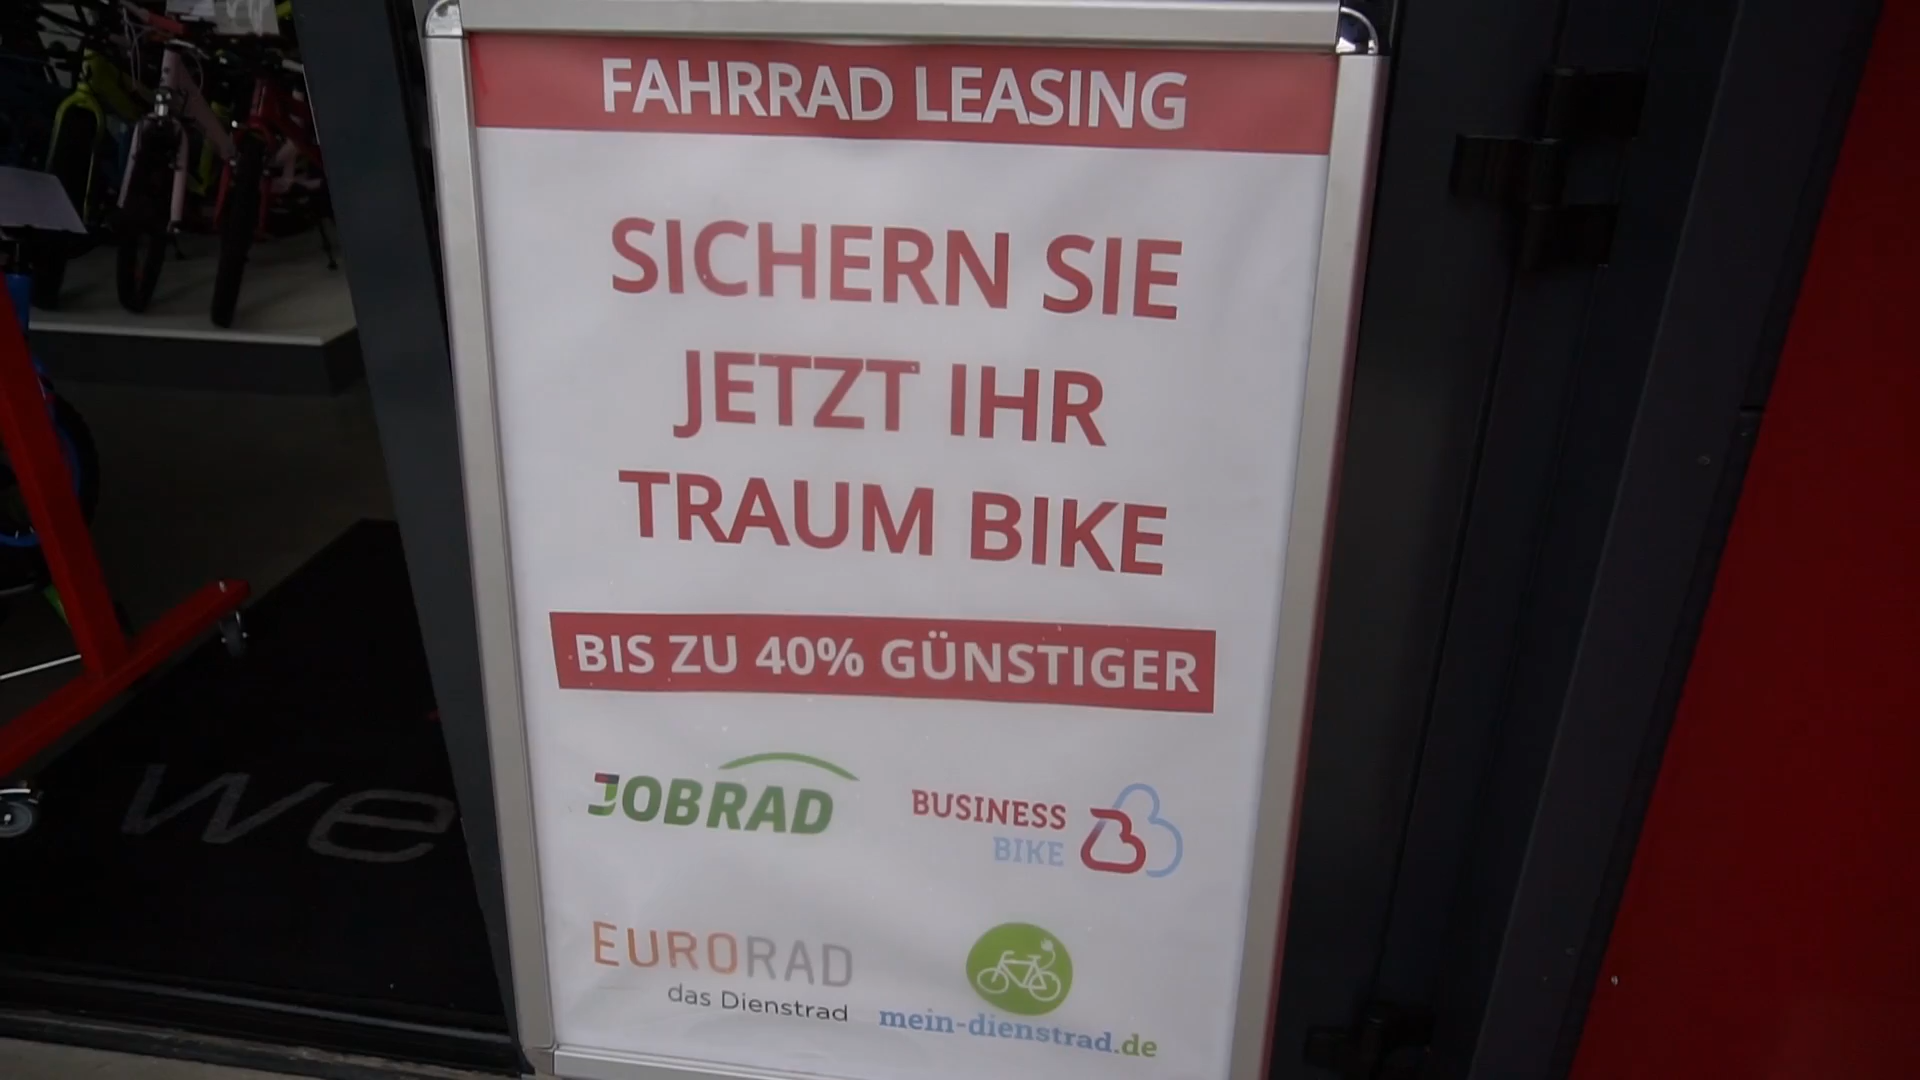 FAHRRAD LEASING
SICHERN SIE
JETZT IHR
TRAUM BIKE
BIS ZU 40% GÜNSTIGER
JOBRAD
BUSINESS
BIKE
EURORAD
das Dienstrad
mein-dienstrad.de
we